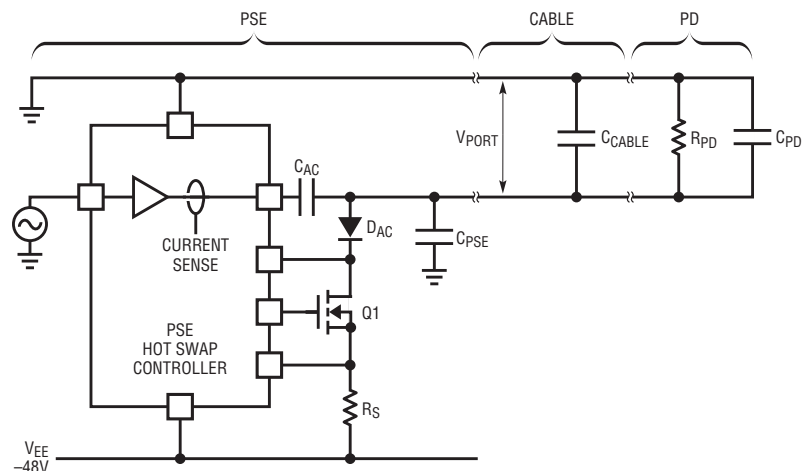 PSE
CABLE
PD
VPORT
CCABLE
RPD
CPD
CAC
DAC
CPSE
CURRENT
SENSE
Q1
PSE
HOT SWAP
CONTROLLER
RS
VEE
–48V